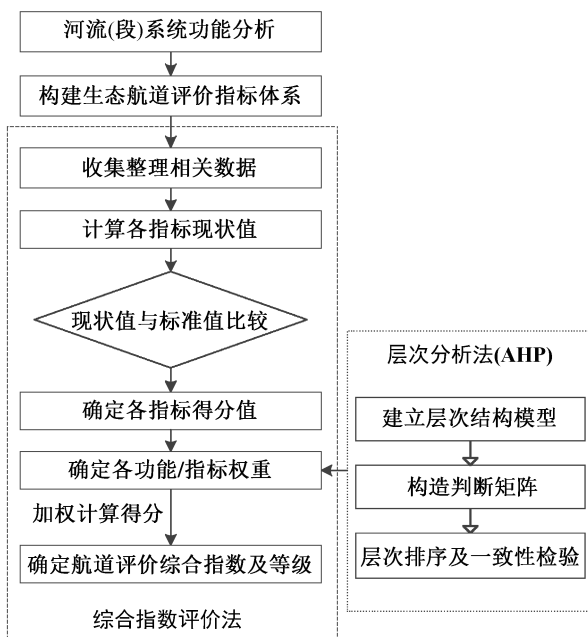 河流(段)系统功能分析
构建生态航道评价指标体系
收集整理相关数据
计算各指标现状值
现状值与标准值比较
确定各指标得分值
确定各功能/指标权重
加权计算得分
确定航道评价综合指数及等级
综合指数评价法
层次分析法(AHP)
建立层次结构模型
构造判断矩阵
层次排序及一致性检验